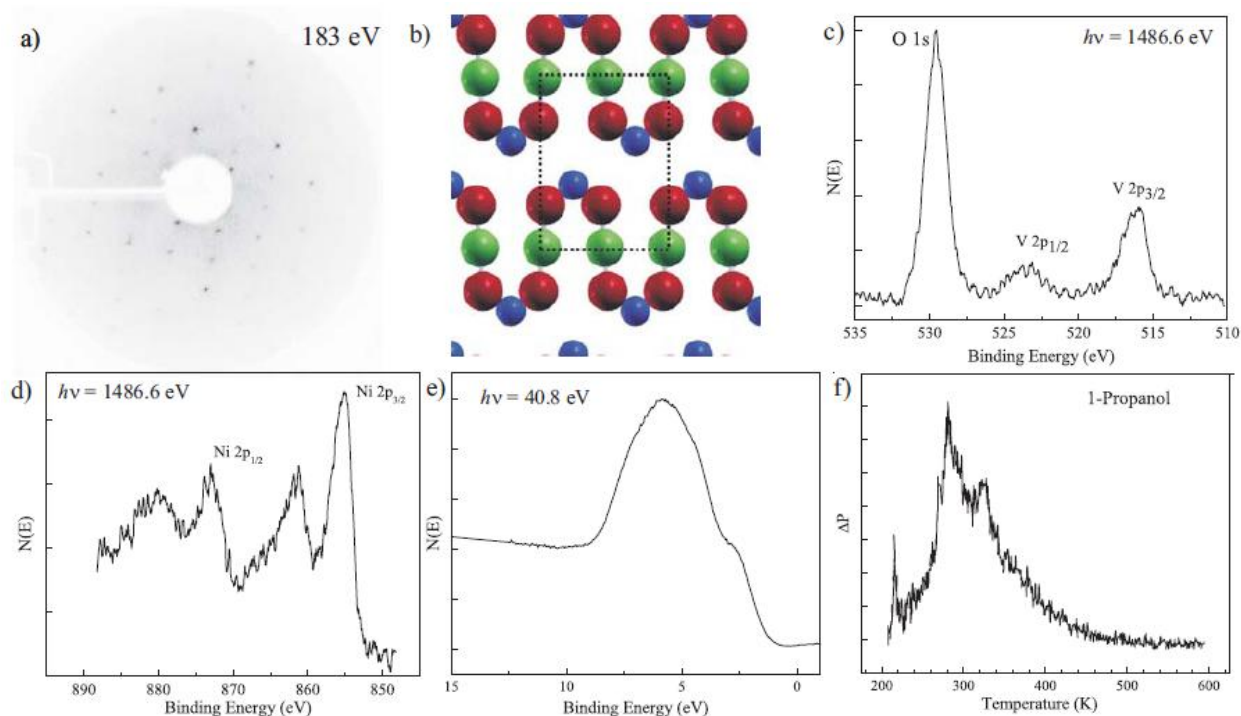 a)
183 eV
b)
c)
O 1s
hν = 1486.6 eV
V 2p1/2
V 2p3/2
N(E)
535 530 525 520 515 510
Binding Energy (eV)
d)
hν = 1486.6 eV
Ni 2p3/2
Ni 2p1/2
N(E)
890 880 870 860 850
Binding Energy (eV)
e)
hν = 40.8 eV
N(E)
15 10 5 0
Binding Energy (eV)
f)
1-Propanol
ΔP
200 300 400 500 600
Temperature (K)